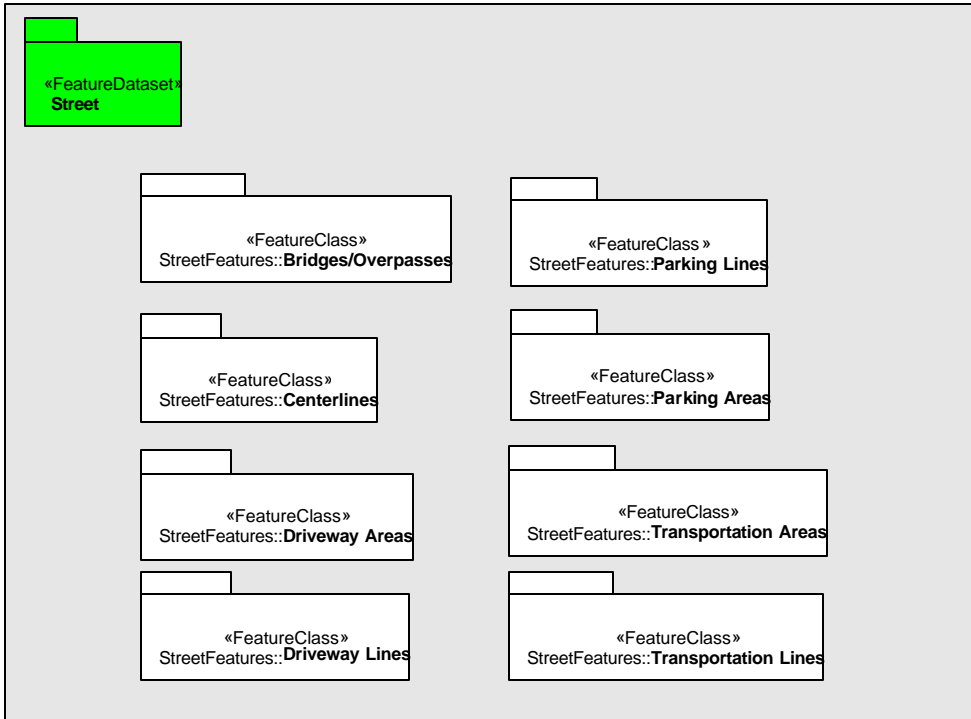 «FeatureDataset»
Street
«FeatureClass»
StreetFeatures::Bridges/Overpasses
«FeatureClass »
StreetFeatures::Parking Lines
«FeatureClass»
StreetFeatures::Centerlines
«FeatureClass»
StreetFeatures::Parking Areas
«FeatureClass»
StreetFeatures::Driveway Areas
«FeatureClass»
StreetFeatures::Transportation Areas
«FeatureClass»
StreetFeatures::Driveway Lines
«FeatureClass»
StreetFeatures::Transportation Lines